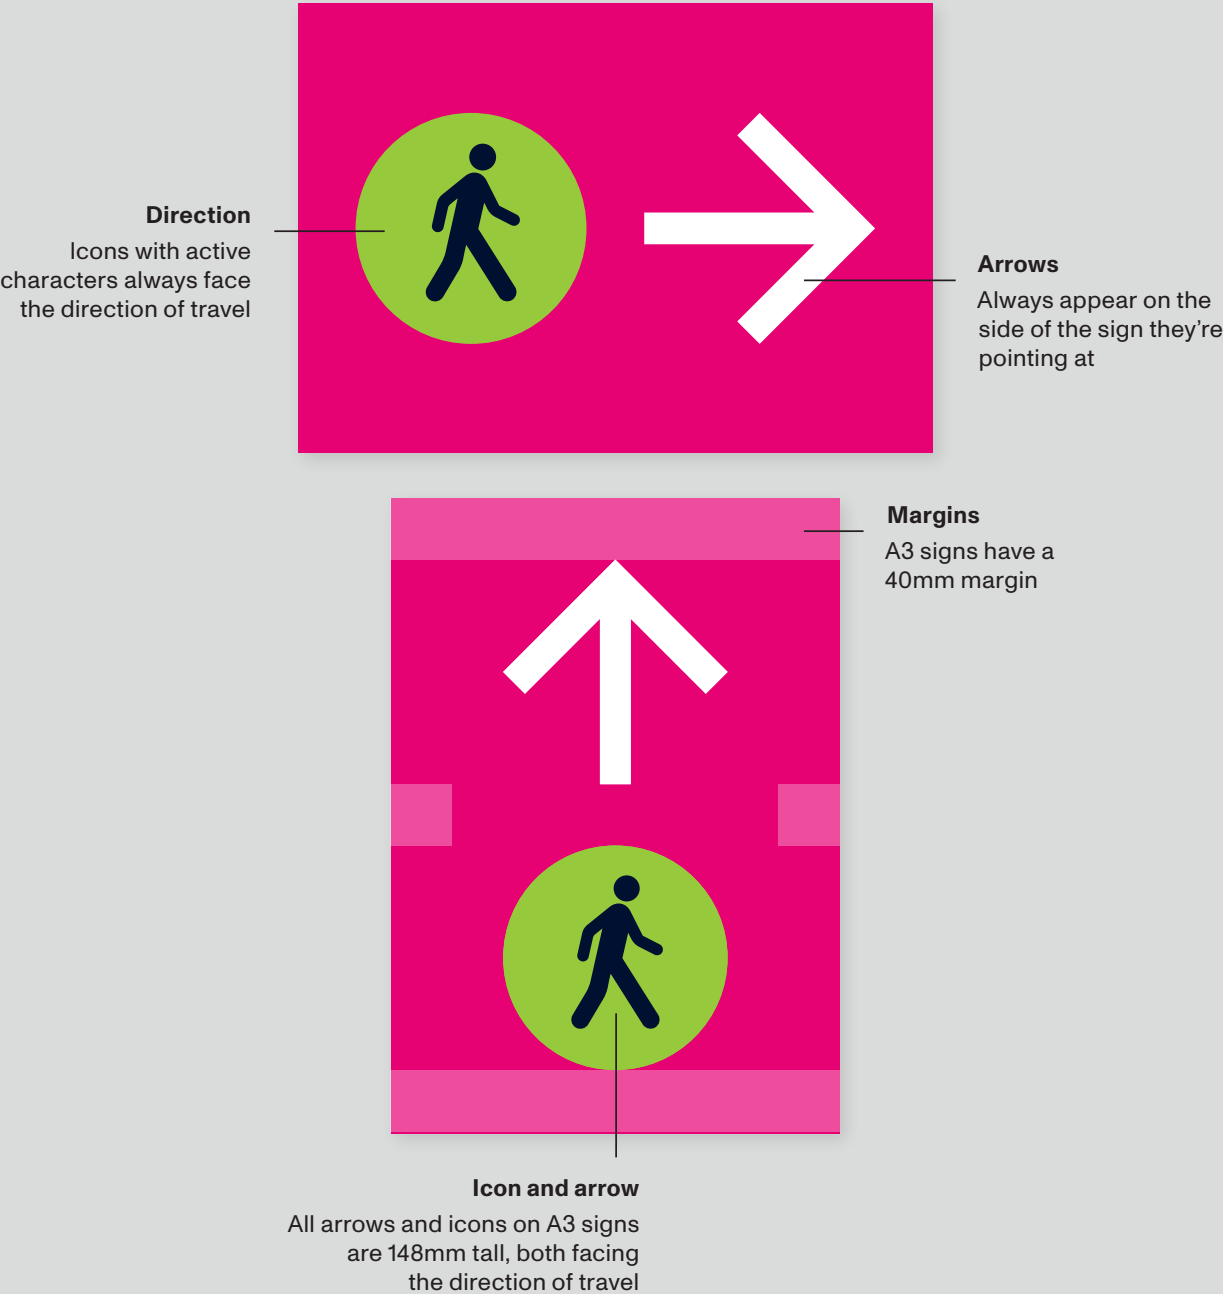 Direction
Icons with active
characters always face
the direction of travel
Arrows
Always appear on the
side of the sign they’re
pointing at
Margins
A3 signs have a
40mm margin
Icon and arrow
All arrows and icons on A3 signs
are 148mm tall, both facing
the direction of travel